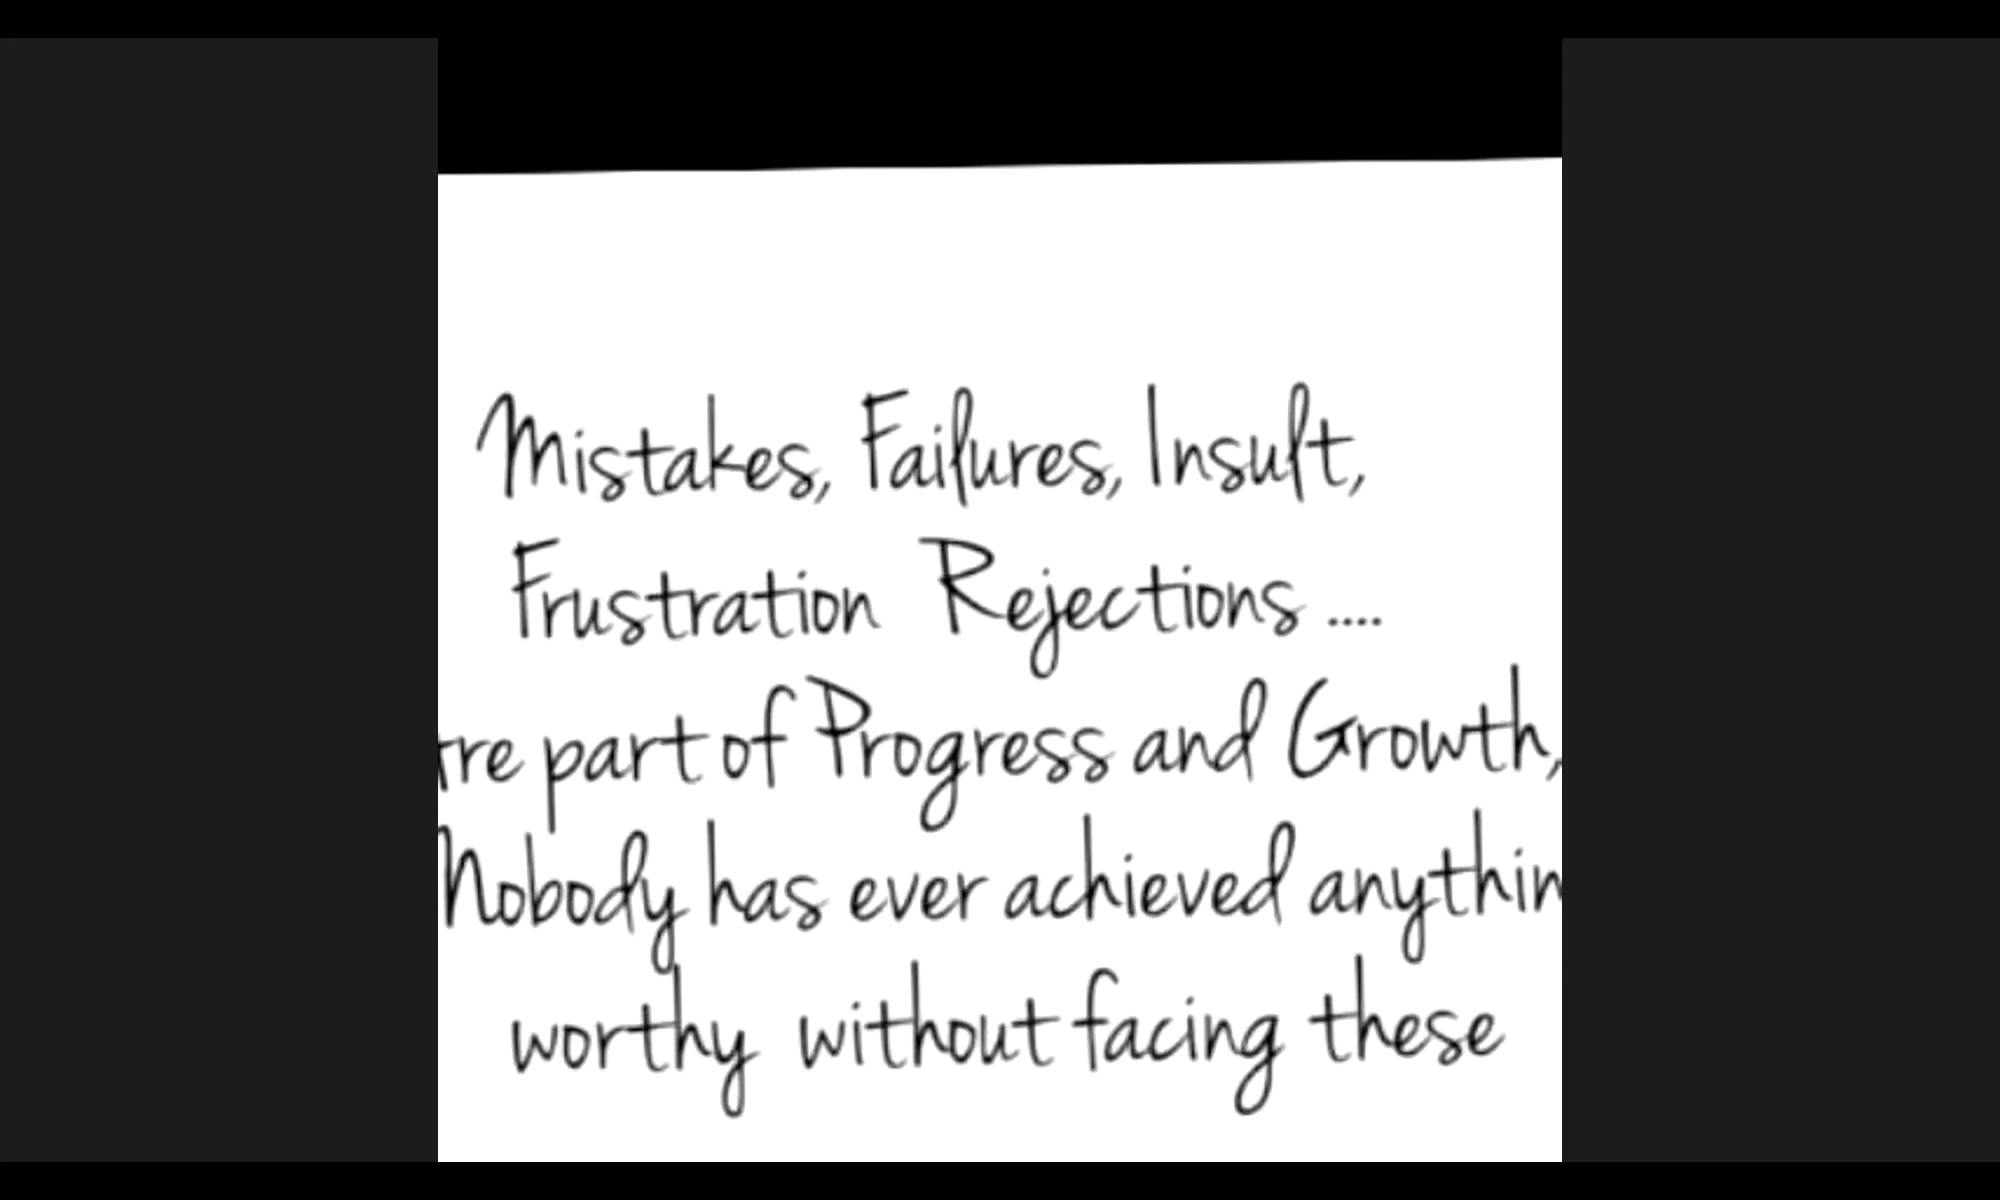 Mistakes, Failures, Insult,
Frustration Rejections ....
re part of Progress and Growth,
Nobody has ever achieved anythin
worthy without facing these